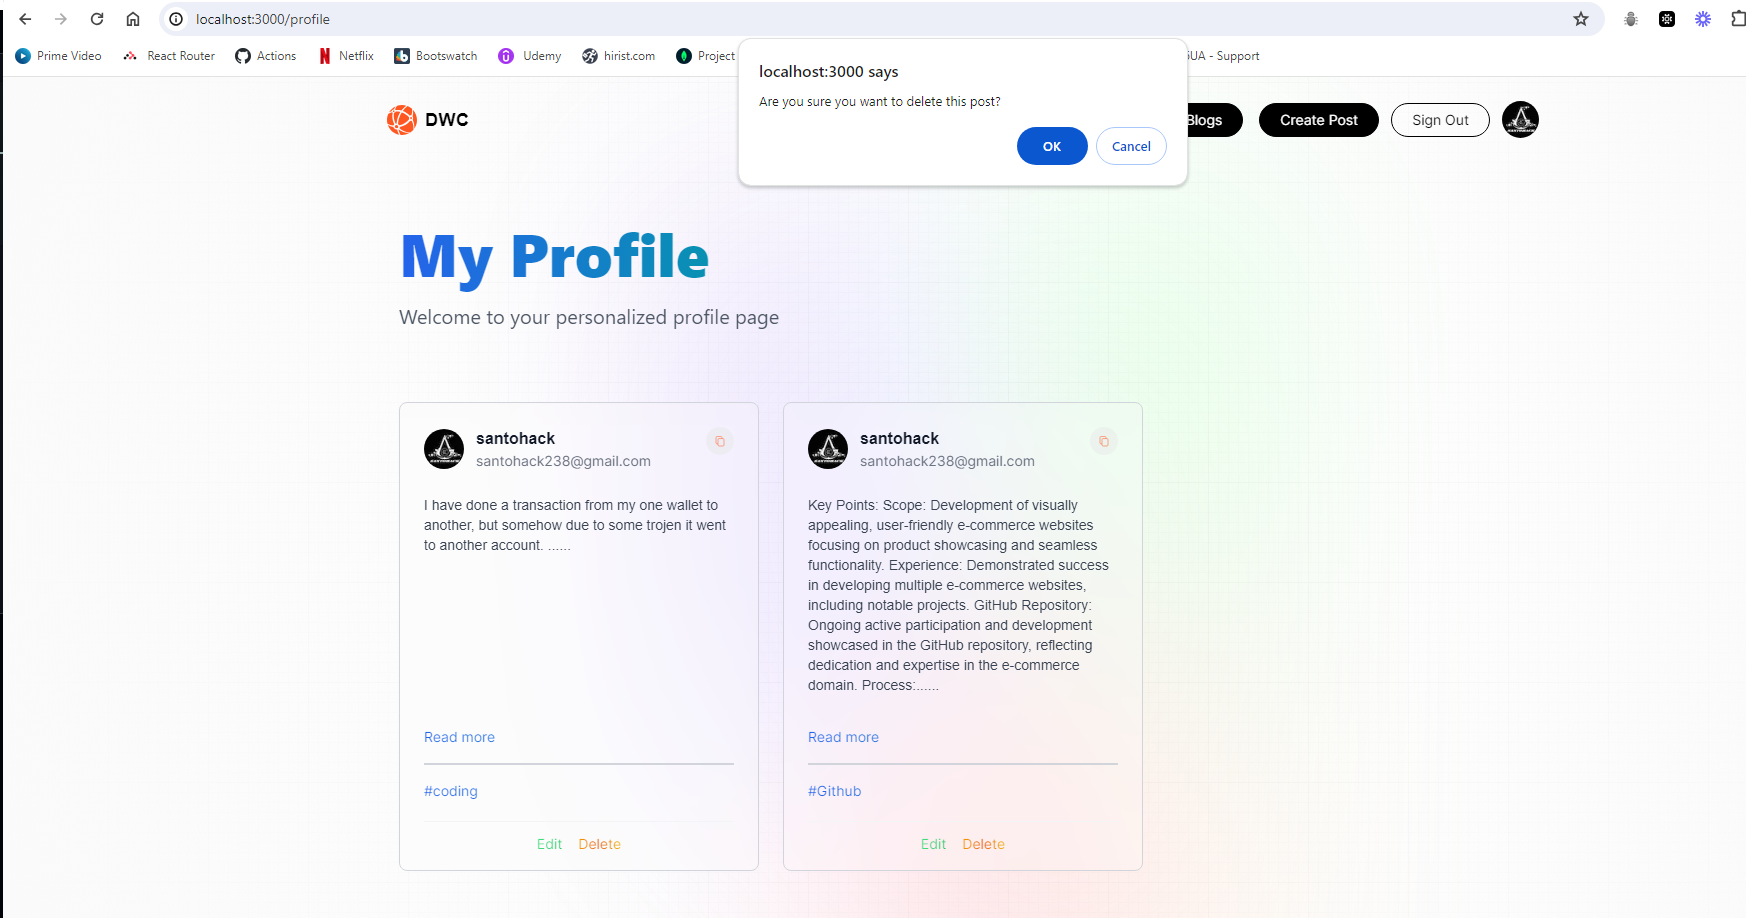 localhost:3000/profile
Prime Video
React Router
Actions
Netflix
Bootswatch
Udemy
hirist.com
Project
UA - Support
localhost:3000 says
Are you sure you want to delete this post?
OK
Cancel
DWC
Blogs
Create Post
Sign Out
My Profile
Welcome to your personalized profile page
santohack
santohack238@gmail.com
I have done a transaction from my one wallet to
another, but somehow due to some trojen it went
to another account. ......
Read more
#coding
Edit
Delete
santohack
santohack238@gmail.com
Key Points: Scope: Development of visually
appealing, user-friendly e-commerce websites
focusing on product showcasing and seamless
functionality. Experience: Demonstrated success
in developing multiple e-commerce websites,
including notable projects. GitHub Repository:
Ongoing active participation and development
showcased in the GitHub repository, reflecting
dedication and expertise in the e-commerce
domain. Process:......
Read more
#Github
Edit
Delete